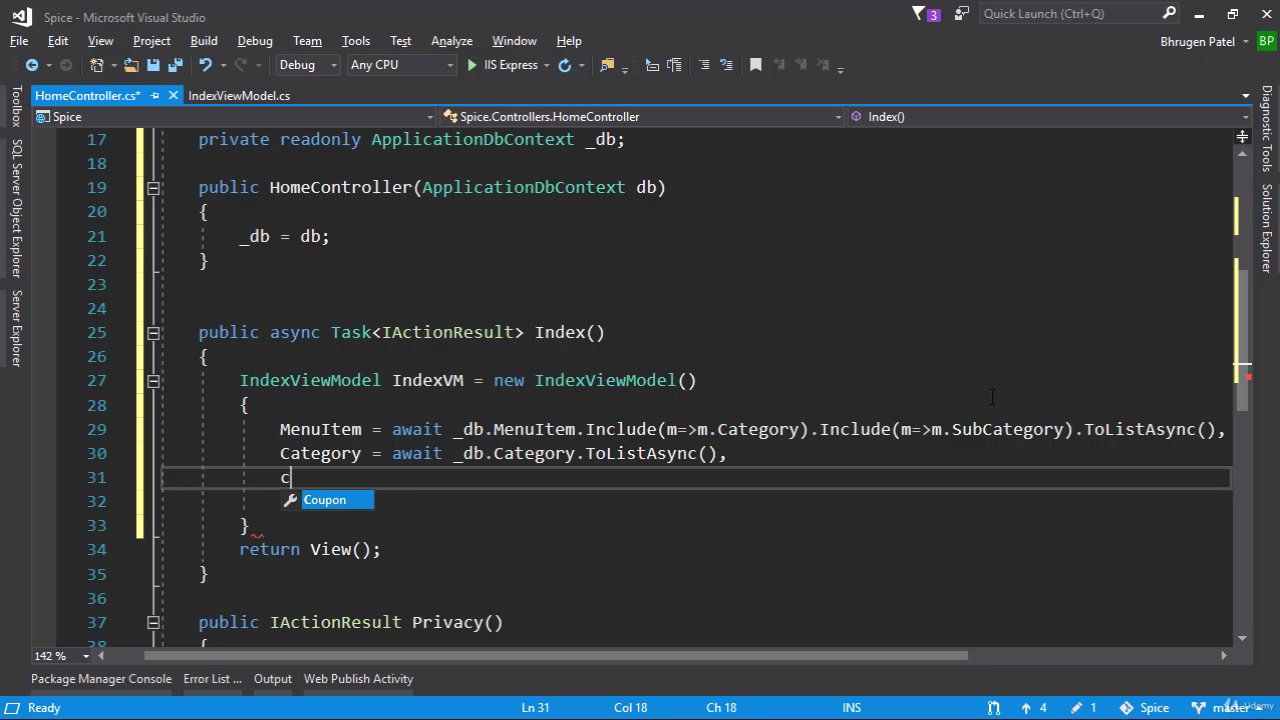 Spice - Microsoft Visual Studio
3
Quick Launch (Ctrl+Q)
File Edit View Project Build Debug Team Tools Test Analyze Window Help
Bhrugen Patel BP
Debug Any CPU IIS Express
HomeController.cs* IndexViewModel.cs
Spice Spice.Controllers.HomeController Index()
Toolbox
SQL Server Object Explorer
Server Explorer
Diagnostic Tools
Solution Explorer
17 private readonly ApplicationDbContext _db;
18
19 public HomeController(ApplicationDbContext db)
20 {
21 _db = db;
22 }
23
24
25 public async Task<IActionResult> Index()
26 {
27 IndexViewModel IndexVM = new IndexViewModel()
28 {
29 MenuItem = await _db.MenuItem.Include(m=>m.Category).Include(m=>m.SubCategory).ToListAsync(),
30 Category = await _db.Category.ToListAsync(),
31 c
Coupon
32
33 }
34 return View();
35 }
36
37 public IActionResult Privacy()
38 {
142 %
Package Manager Console Error List ... Output Web Publish Activity
Ready Ln 31 Col 18 Ch 18 INS 4 1 Spice master
Udemy